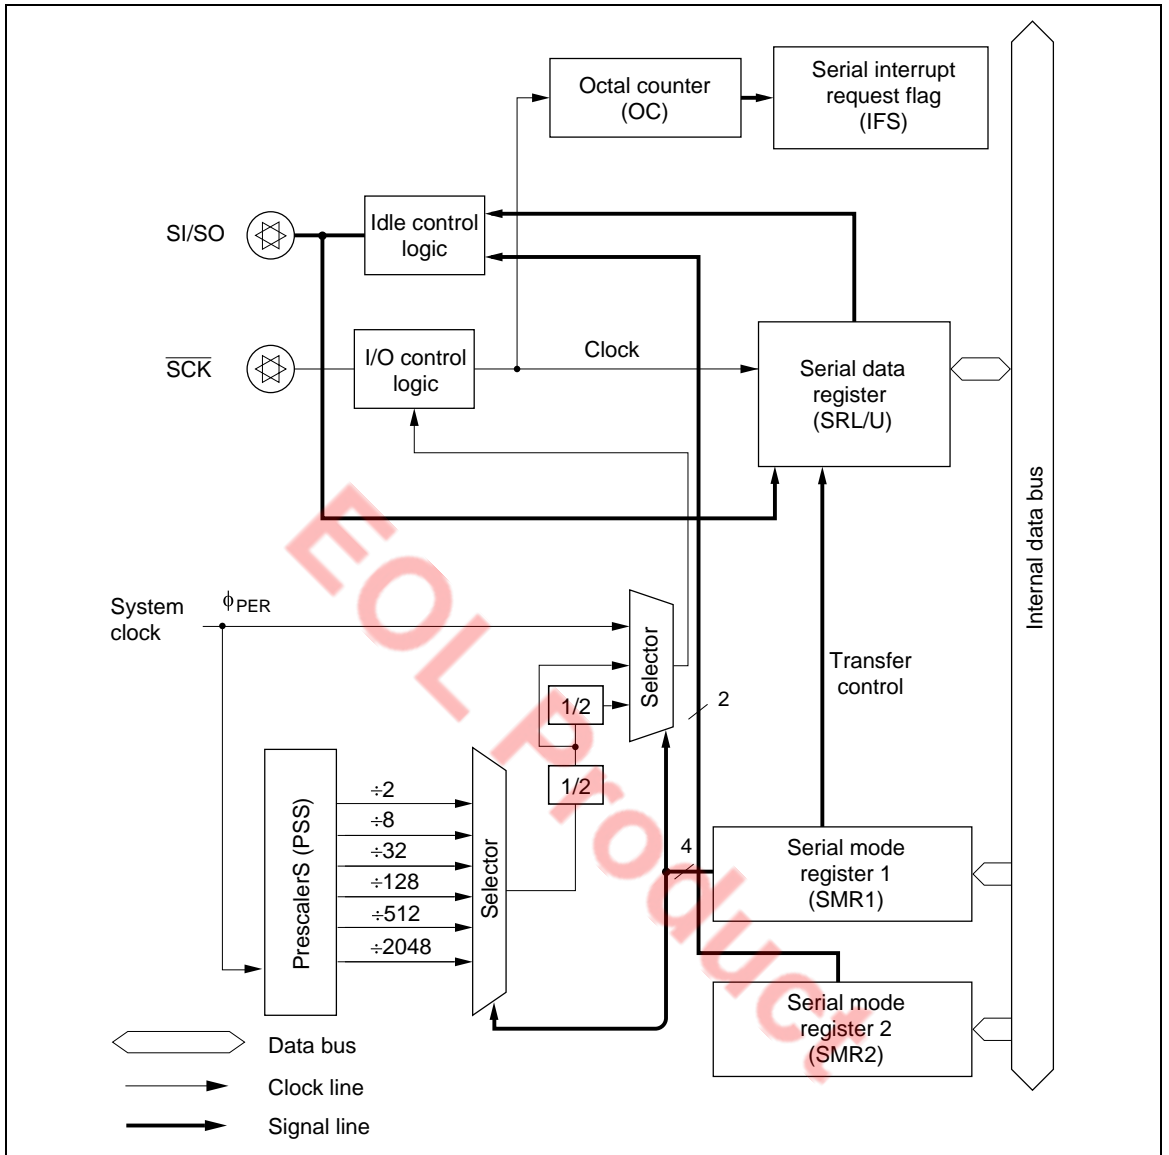 Octal counter
(OC)
Serial interrupt
request flag
(IFS)
SI/SO
Idle control
logic
SCK
I/O control
logic
Clock
Serial data
register
(SRL/U)
Internal data bus
System
clock
ϕPER
Selector
1/2
1/2
2
Transfer
control
PrescalerS (PSS)
÷2
÷8
÷32
÷128
÷512
÷2048
Selector
4
Serial mode
register 1
(SMR1)
Serial mode
register 2
(SMR2)
Data bus
Clock line
Signal line
EOL Product